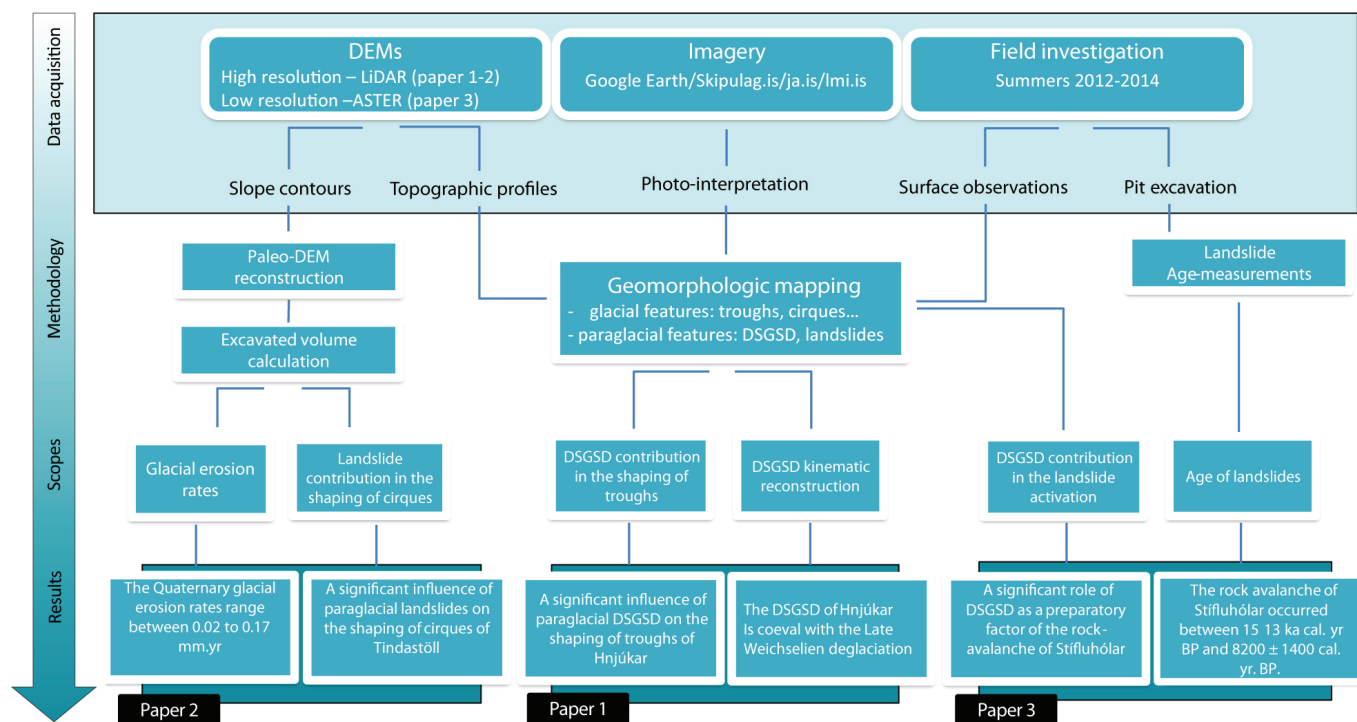 Data acquisition
DEMs
High resolution – LiDAR (paper 1-2)
Low resolution –ASTER (paper 3)
Imagery
Google Earth/Skipulag.is/ja.is/lmi.is
Field investigation
Summers 2012-2014
Slope contours
Topographic profiles
Photo-interpretation
Surface observations
Pit excavation
Methodology
Paleo-DEM
reconstruction
Excavated volume
calculation
Geomorphologic mapping
- glacial features: troughs, cirques...
- paraglacial features: DSGSD, landslides
Landslide
Age-measurements
Scopes
Glacial erosion
rates
Landslide
contribution in the
shaping of cirques
DSGSD contribution
in the shaping of
troughs
DSGSD kinematic
reconstruction
DSGSD contribution
in the landslide
activation
Age of landslides
Results
The Quaternary glacial
erosion rates range
between 0.02 to 0.17
mm.yr
A significant influence of
paraglacial landslides on
the shaping of cirques of
Tindastöll
A significant influence of
paraglacial DSGSD on the
shaping of troughs of
Hnjúkar
The DSGSD of Hnjúkar
Is coeval with the Late
Weichselien deglaciation
A significant role of
DSGSD as a preparatory
factor of the rock-
avalanche of Stífluhólar
The rock avalanche of
Stífluhólar occurred
between 15 13 ka cal. yr
BP and 8200 ± 1400 cal.
yr. BP.
Paper 2
Paper 1
Paper 3